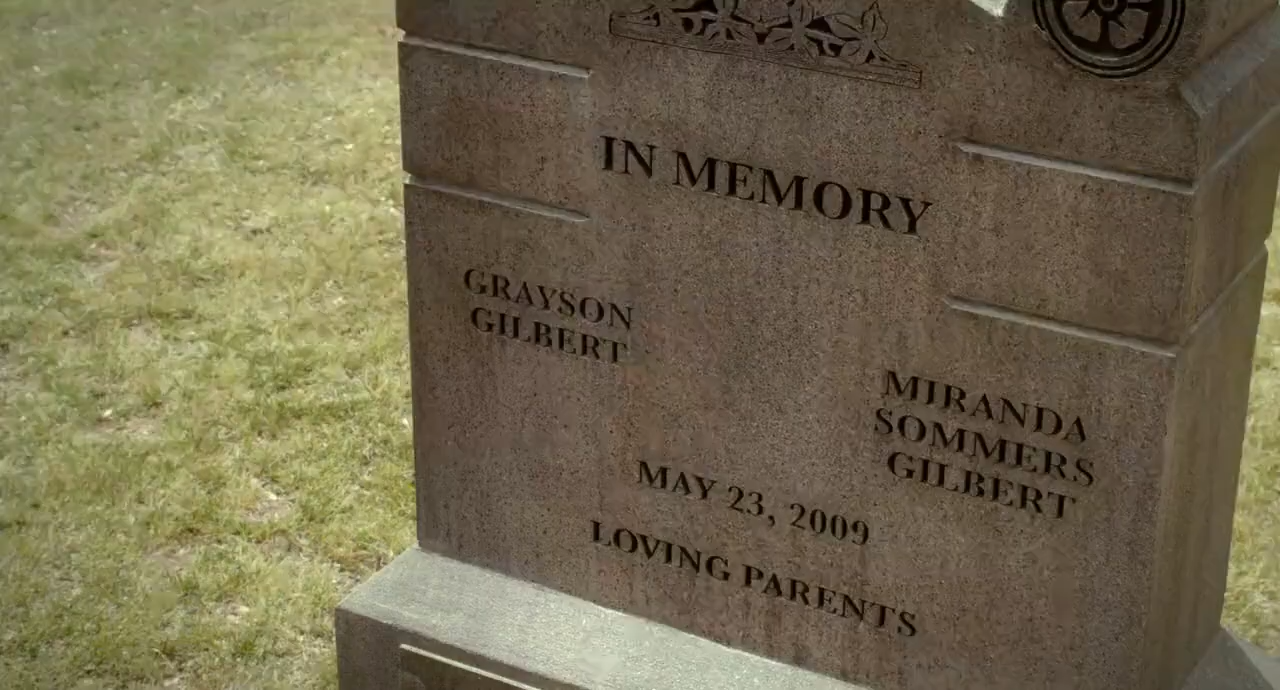 IN MEMORY
GRAYSON
GILBERT
MIRANDA
SOMMERS
GILBERT
MAY 23, 2009
LOVING PARENTS